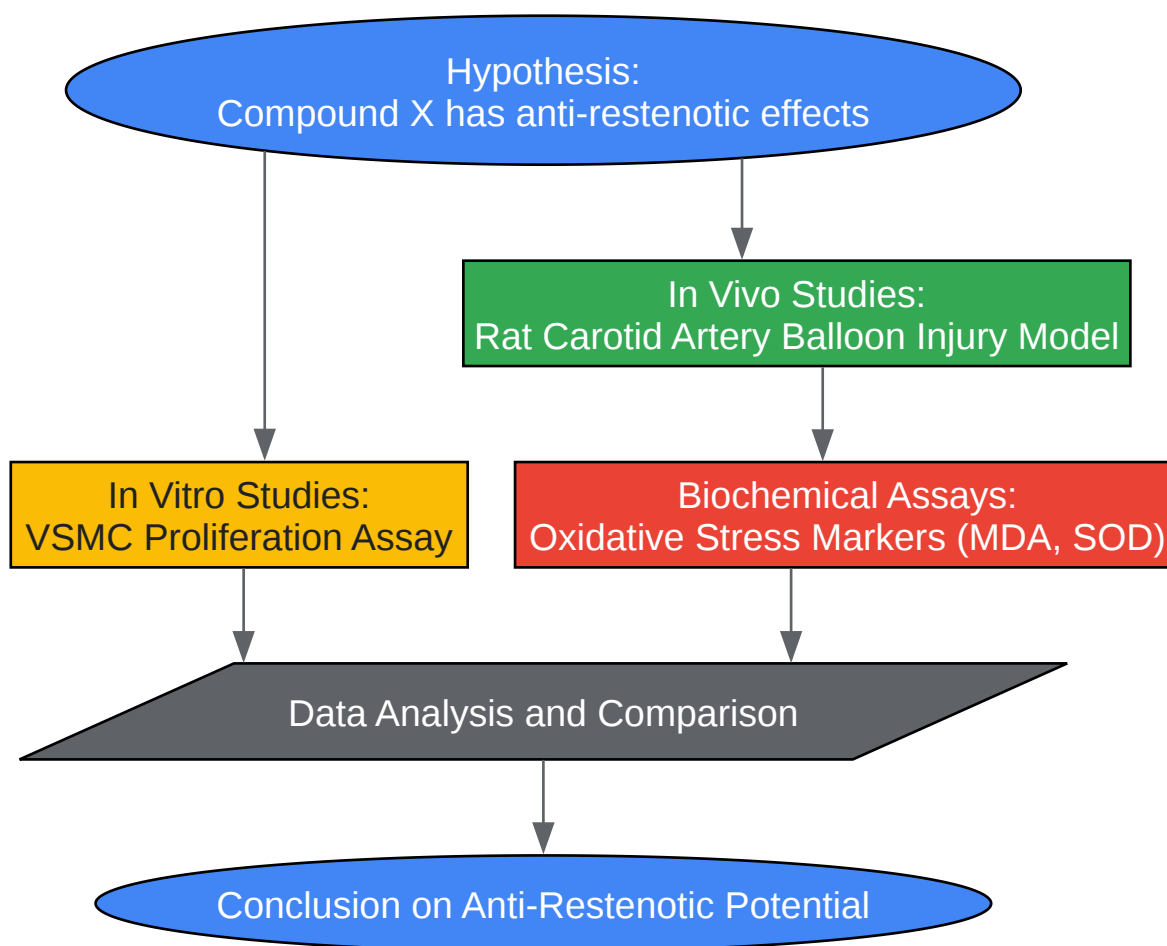 Hypothesis:
Compound X has anti-restenotic effects
In Vivo Studies:
Rat Carotid Artery Balloon Injury Model
In Vitro Studies:
VSMC Proliferation Assay
Biochemical Assays:
Oxidative Stress Markers (MDA, SOD)
Data Analysis and Comparison
Conclusion on Anti-Restenotic Potential